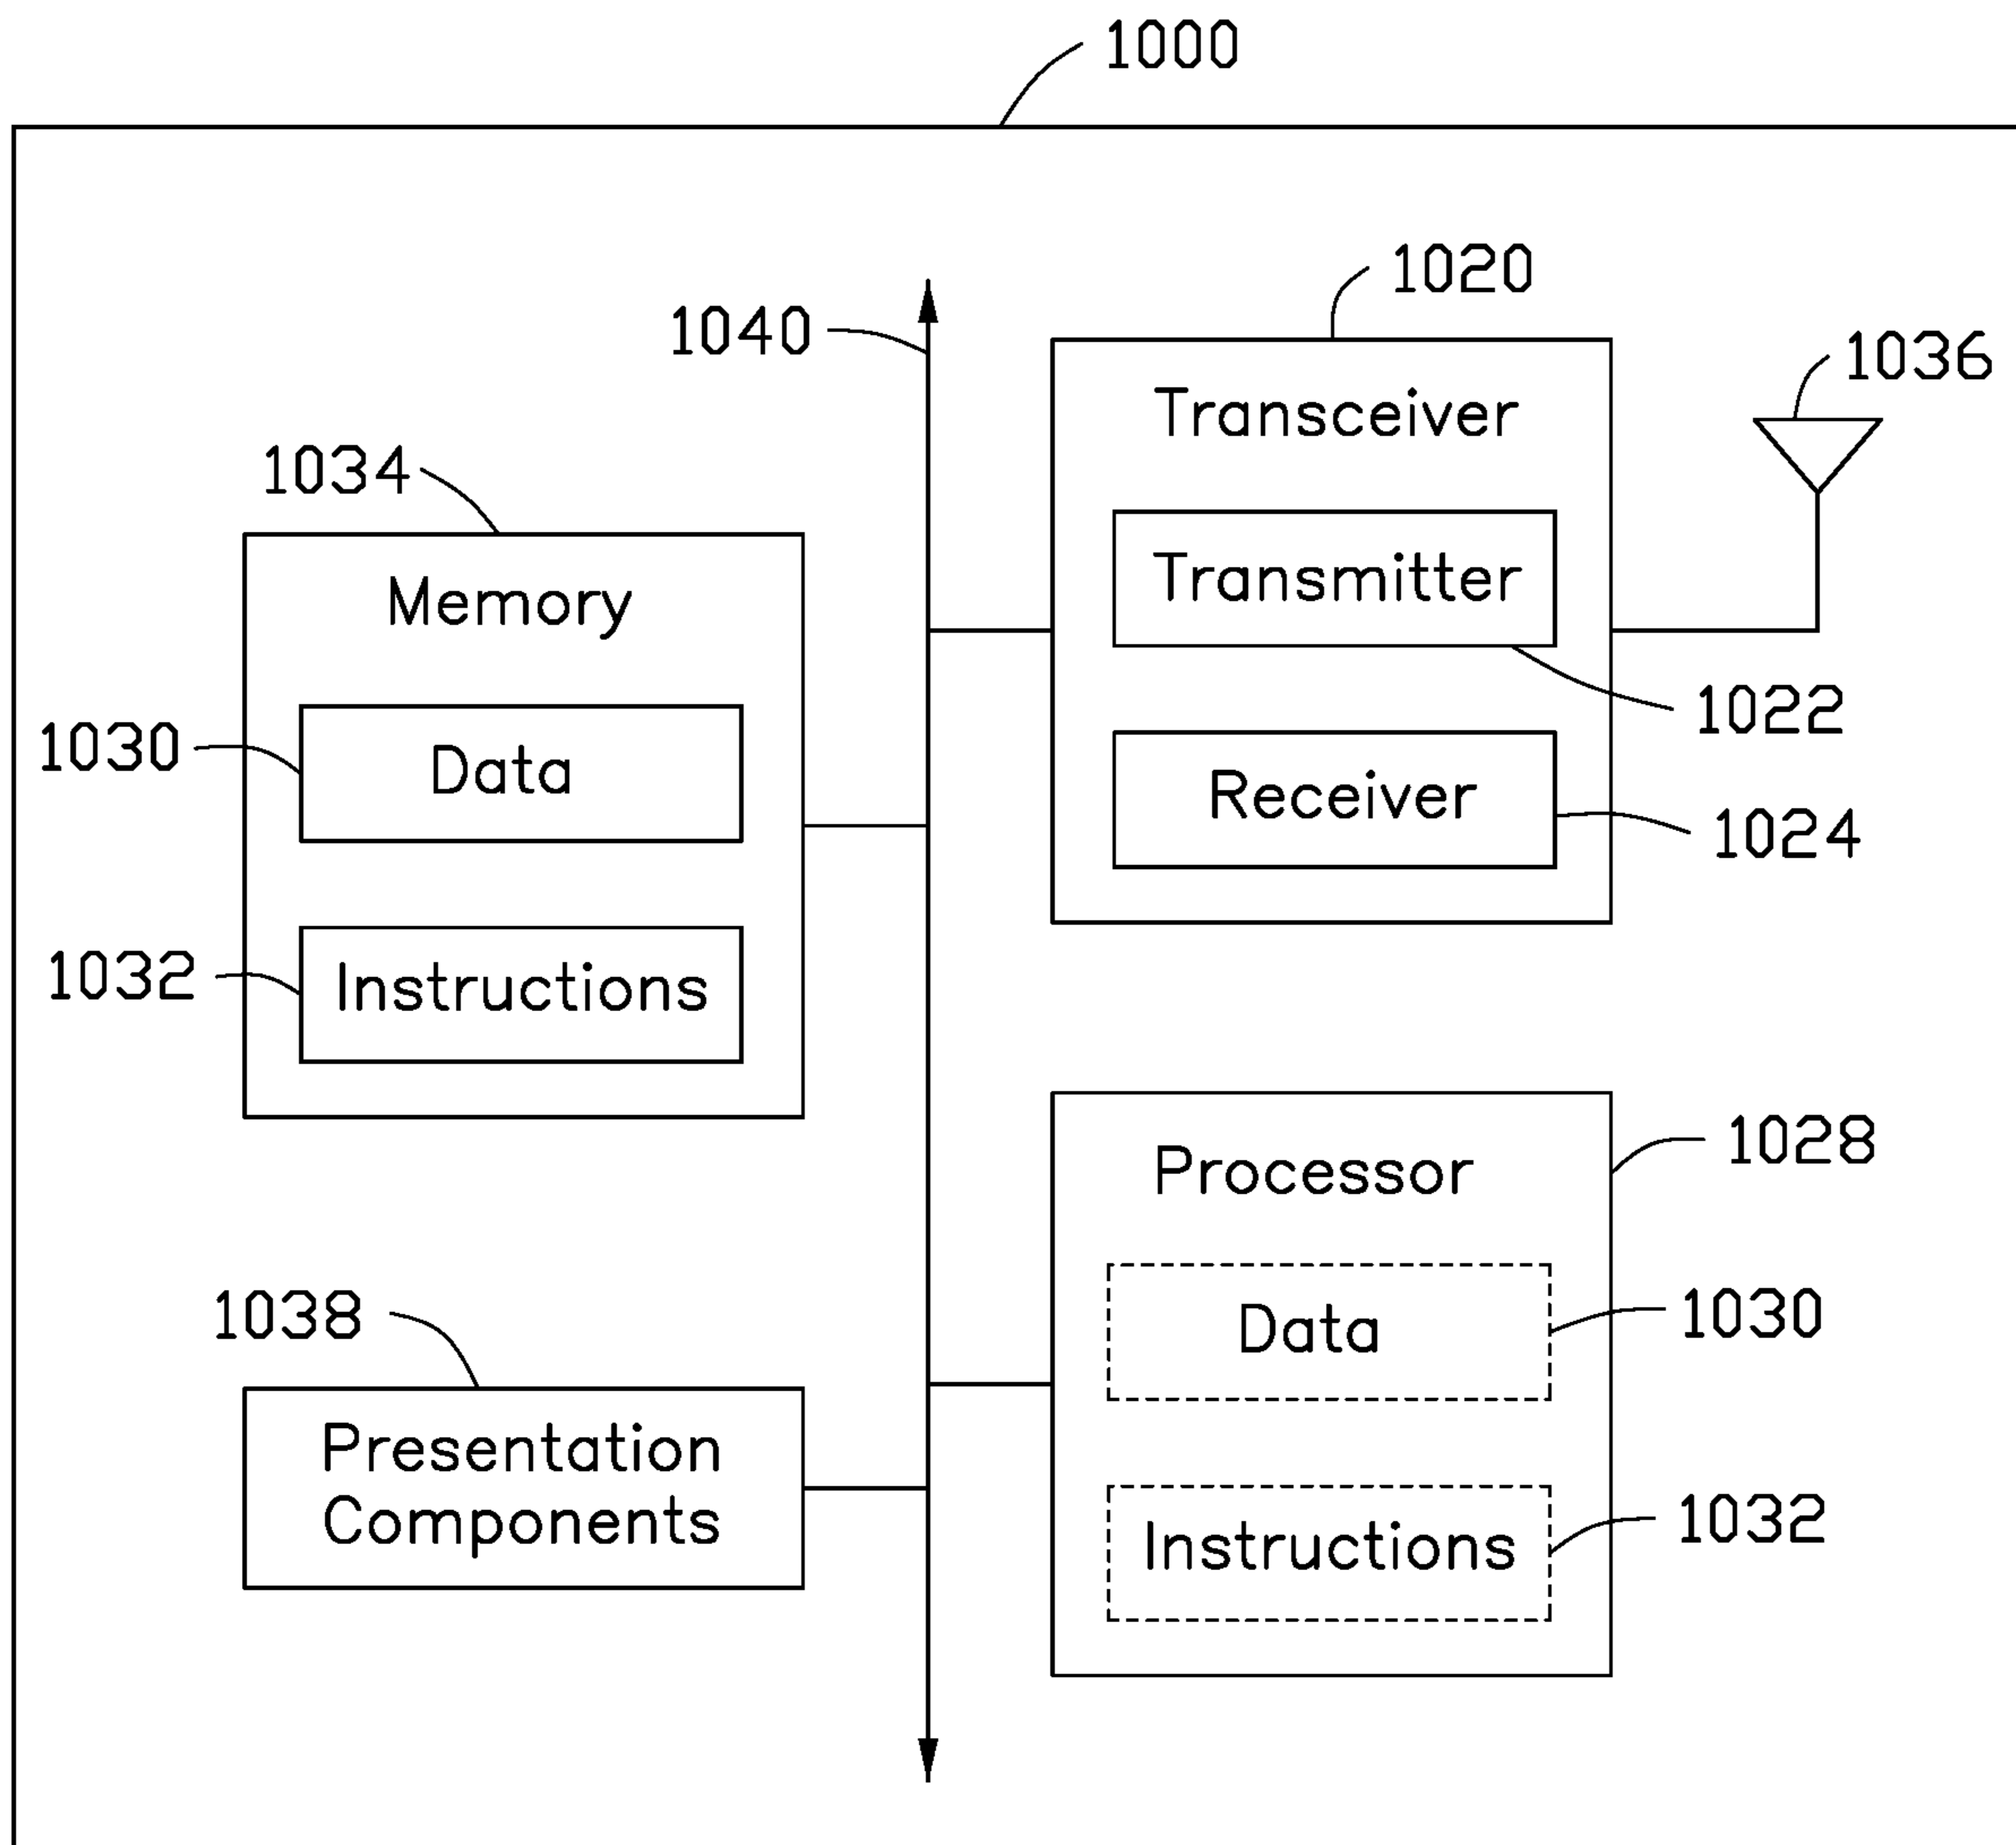 1000
1020
1040
1036
Transceiver
1034
Transmitter
Memory
1022
1030
Data
Receiver
1024
1032
Instructions
1028
Processor
1038
Data
1030
Presentation
Components
Instructions
1032